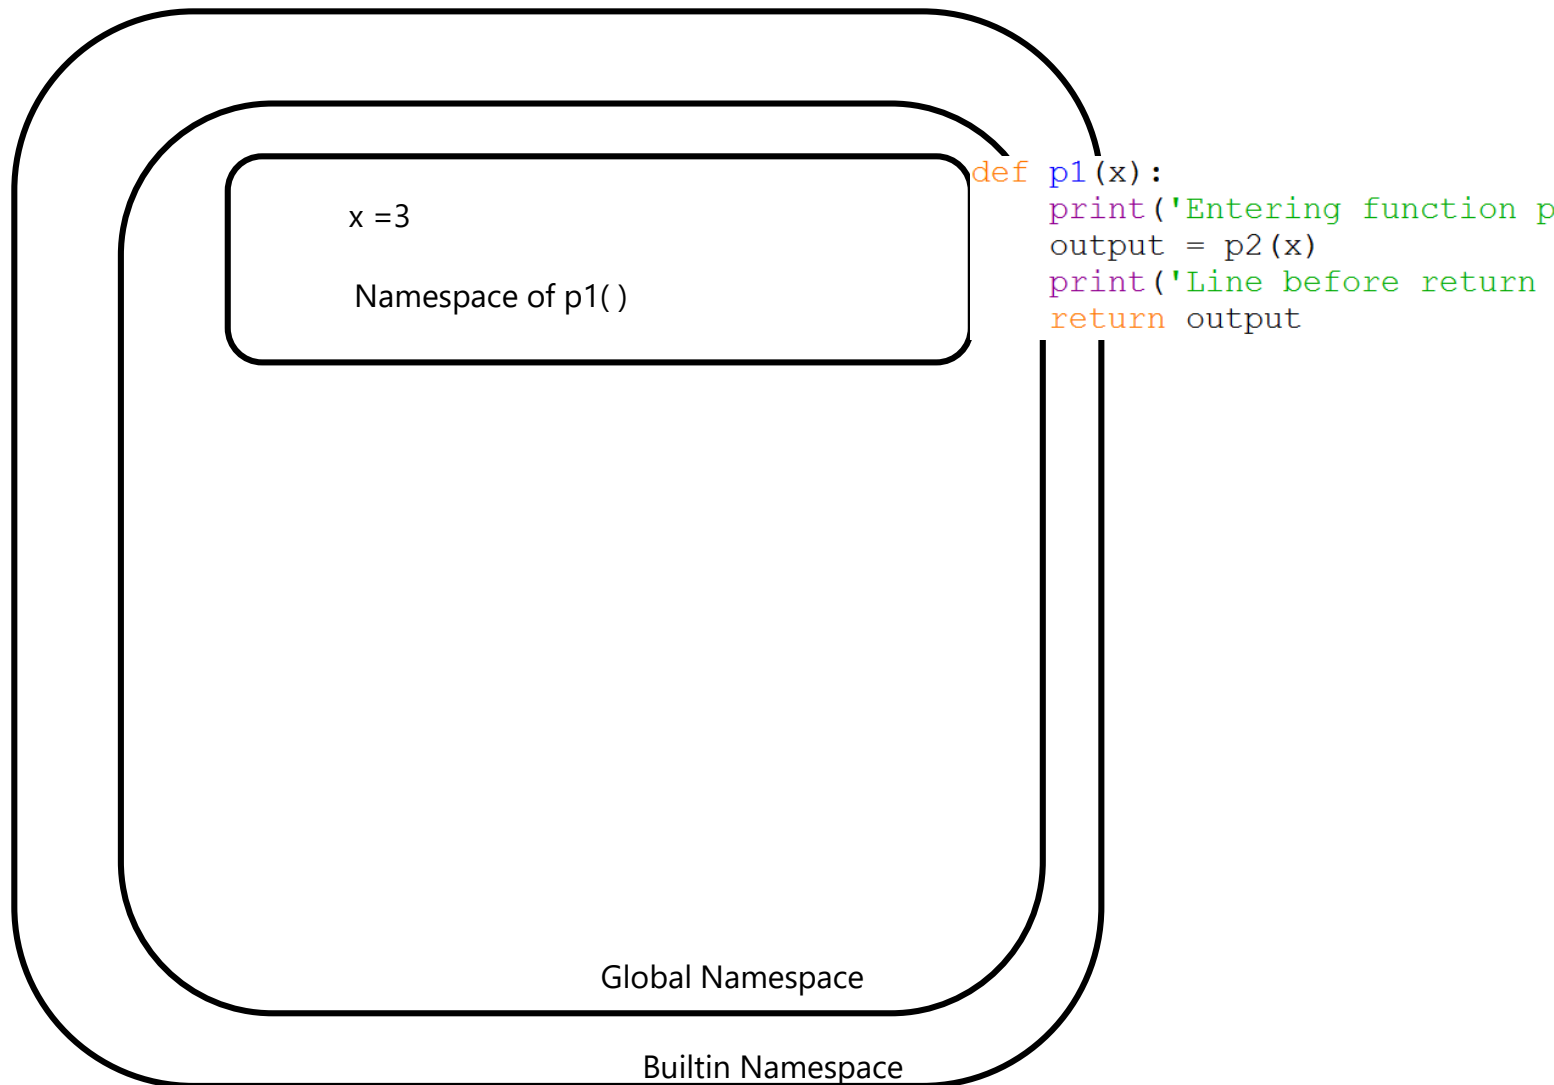 x =3
Namespace of p1( )
def p1(x):
    print('Entering function p
    output = p2(x)
    print('Line before return
    return output
Global Namespace
Builtin Namespace